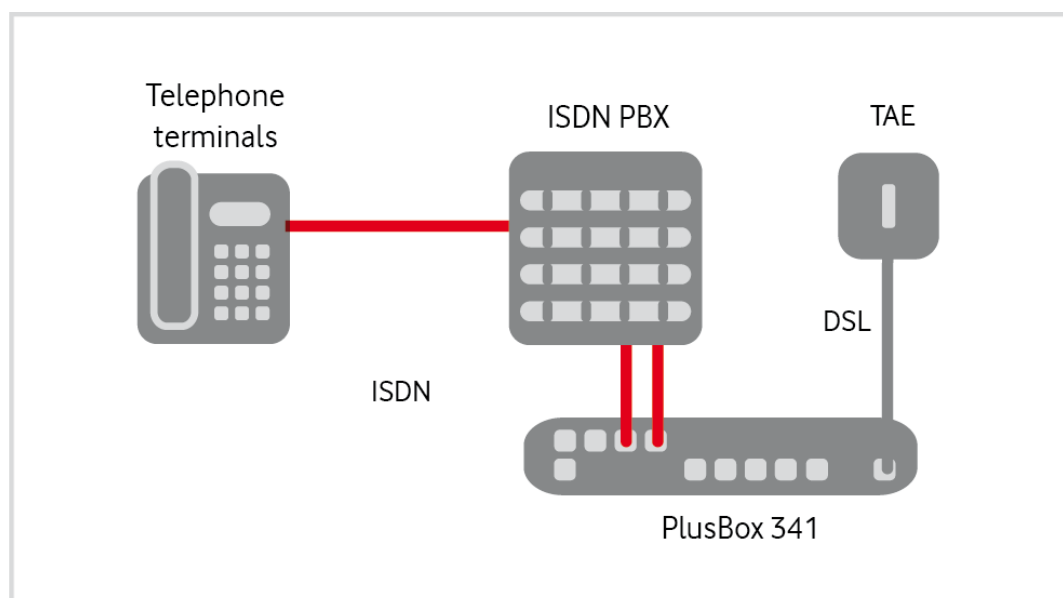 Telephone
terminals
ISDN PBX
TAE
DSL
ISDN
PlusBox 341